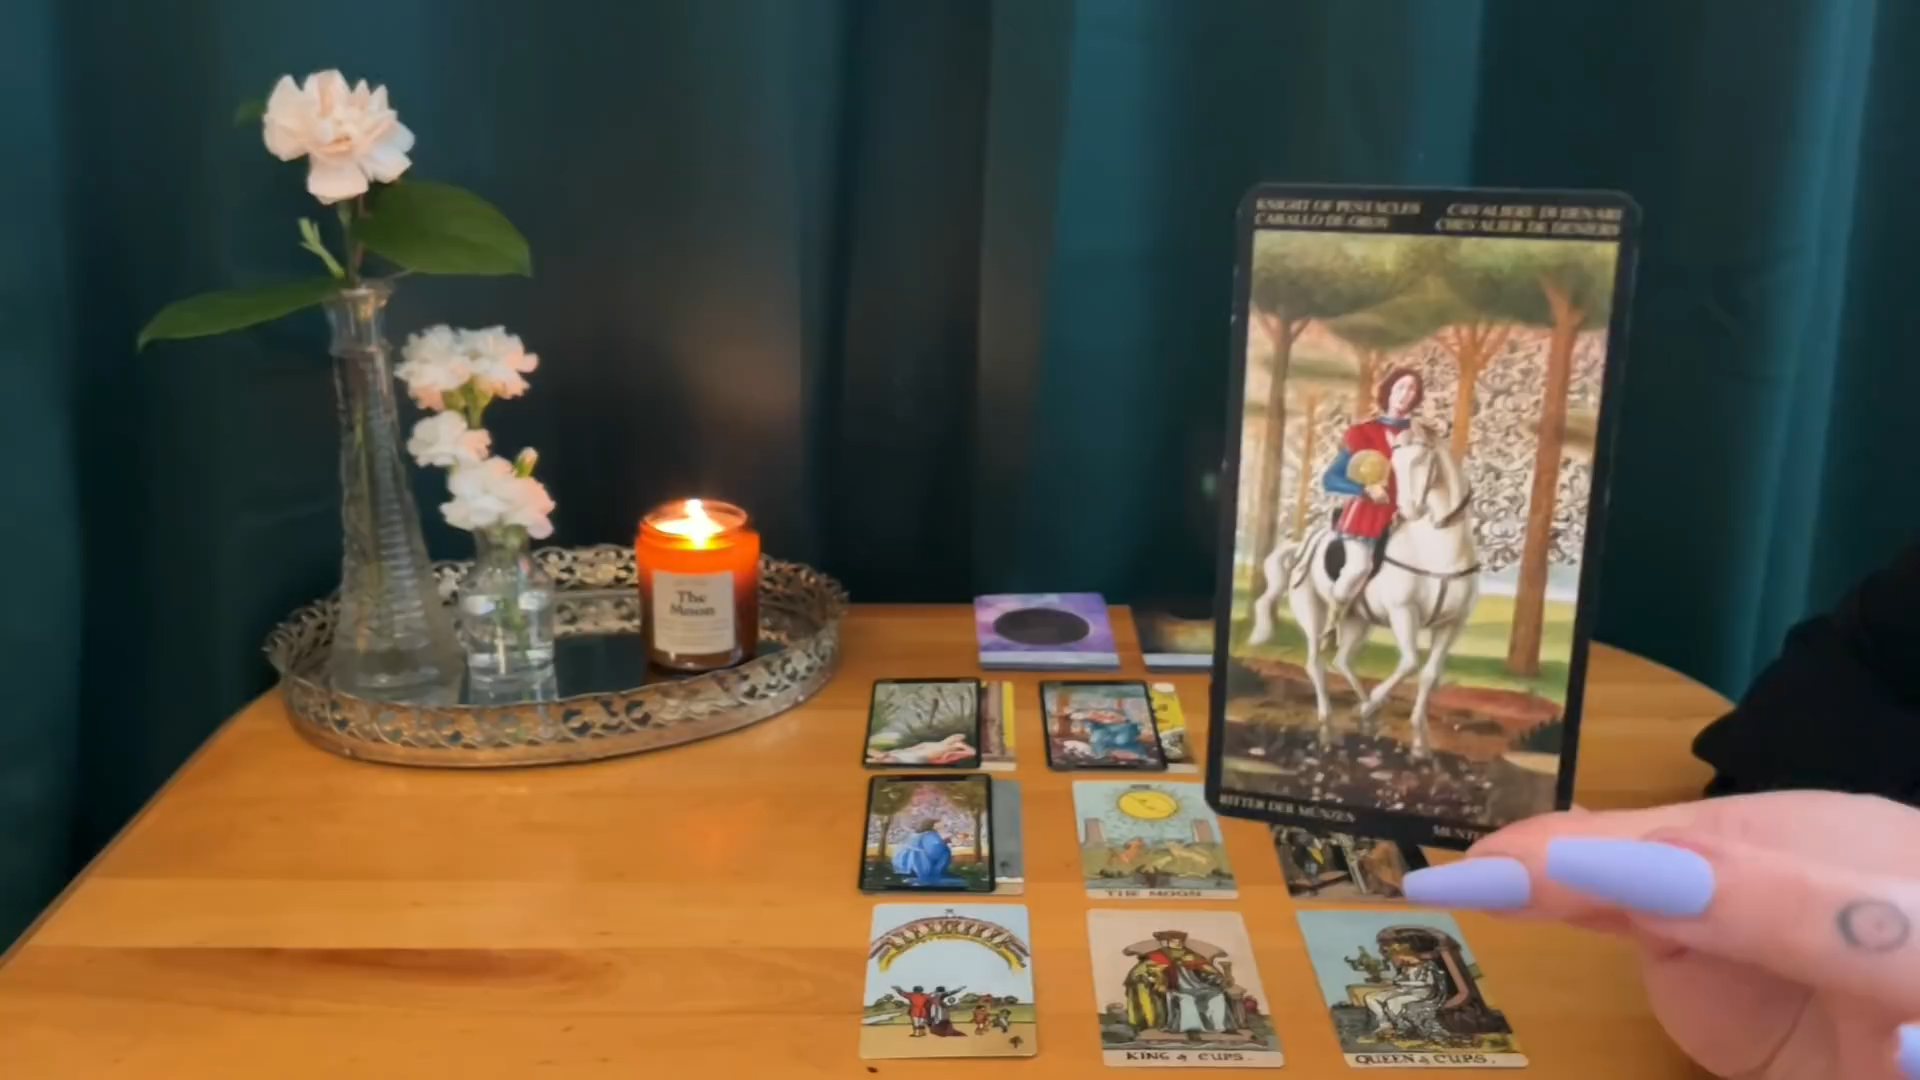 The
Moon
KNIGHT OF PENTACLES
CABALLO DE OROS
CAVALIERE DI DENARI
CHEVALIER DE DENIERS
RITTER DER MÜNZEN
THE MOON
KING of CUPS.
QUEEN of CUPS.